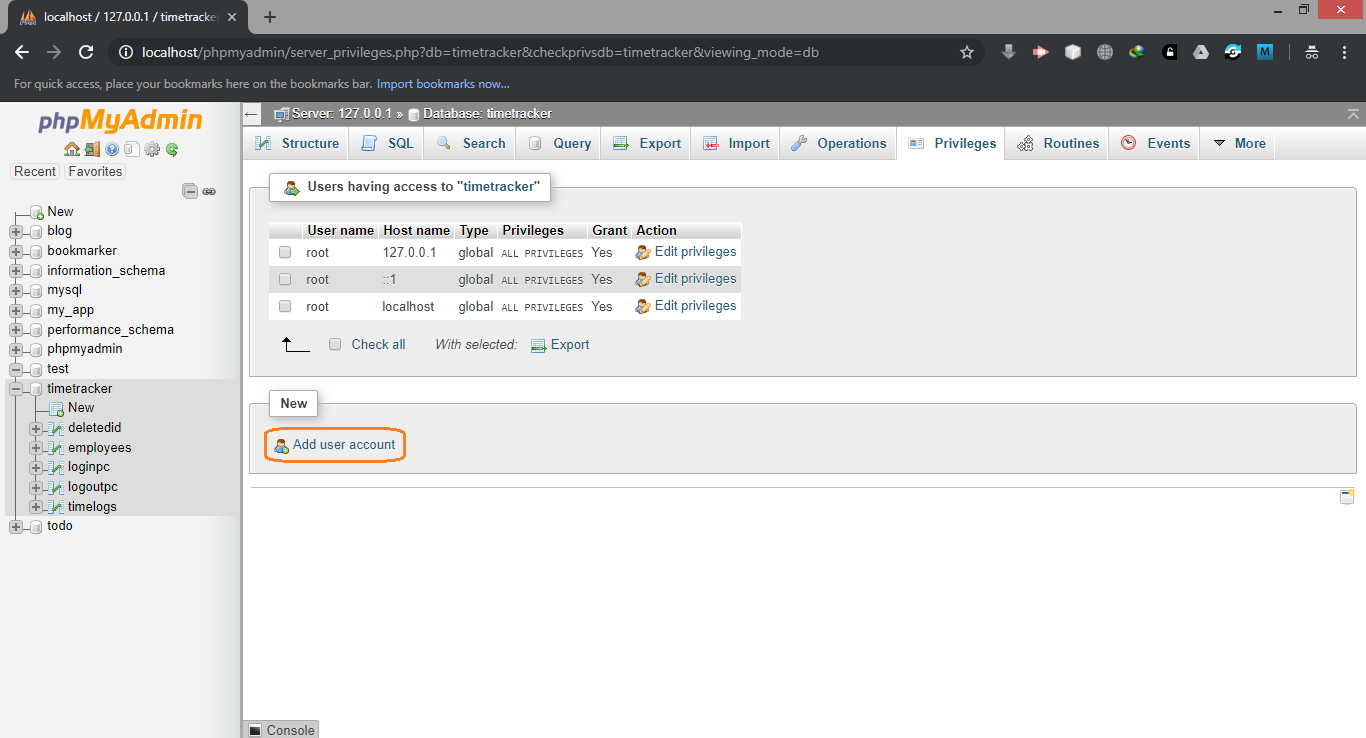 localhost / 127.0.0.1 / timetracke
localhost/phpmyadmin/server_privileges.php?db=timetracker&checkprivsdb=timetracker&viewing_mode=db
M
For quick access, place your bookmarks here on the bookmarks bar. Import bookmarks now...
phpMyAdmin
Recent Favorites
New
blog
bookmarker
information_schema
mysql
my_app
performance_schema
phpmyadmin
test
timetracker
New
deletedid
employees
loginpc
logoutpc
timelogs
todo
Server: 127.0.0.1 » Database: timetracker
Structure SQL Search Query Export Import Operations Privileges Routines Events More
Users having access to "timetracker"
User name Host name Type Privileges Grant Action
root 127.0.0.1 global ALL PRIVILEGES Yes Edit privileges
root ::1 global ALL PRIVILEGES Yes Edit privileges
root localhost global ALL PRIVILEGES Yes Edit privileges
Check all With selected: Export
New
Add user account
Console